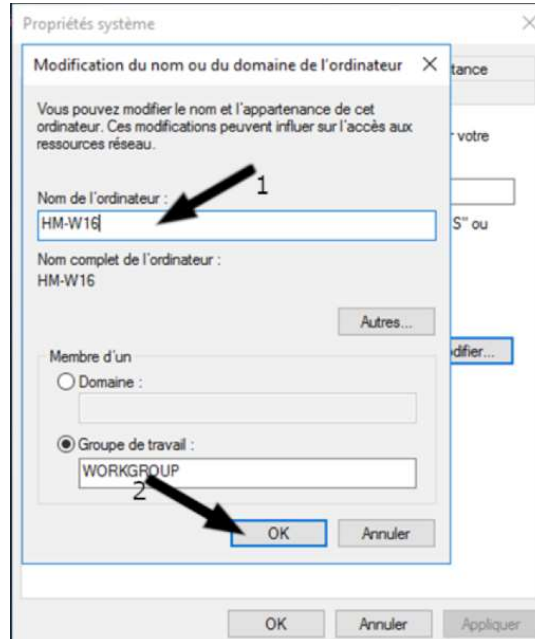 Propriétés système
Modification du nom ou du domaine de l'ordinateur
tance
Vous pouvez modifier le nom et l'appartenance de cet
ordinateur. Ces modifications peuvent influer sur l'accès aux
ressources réseau.
r votre
1
Nom de l'ordinateur :
HM-W16
S" ou
Nom complet de l'ordinateur :
HM-W16
Autres...
difier...
Membre d'un
Domaine :
Groupe de travail :
WORKGROUP
2
OK
Annuler
OK
Annuler
Appliquer